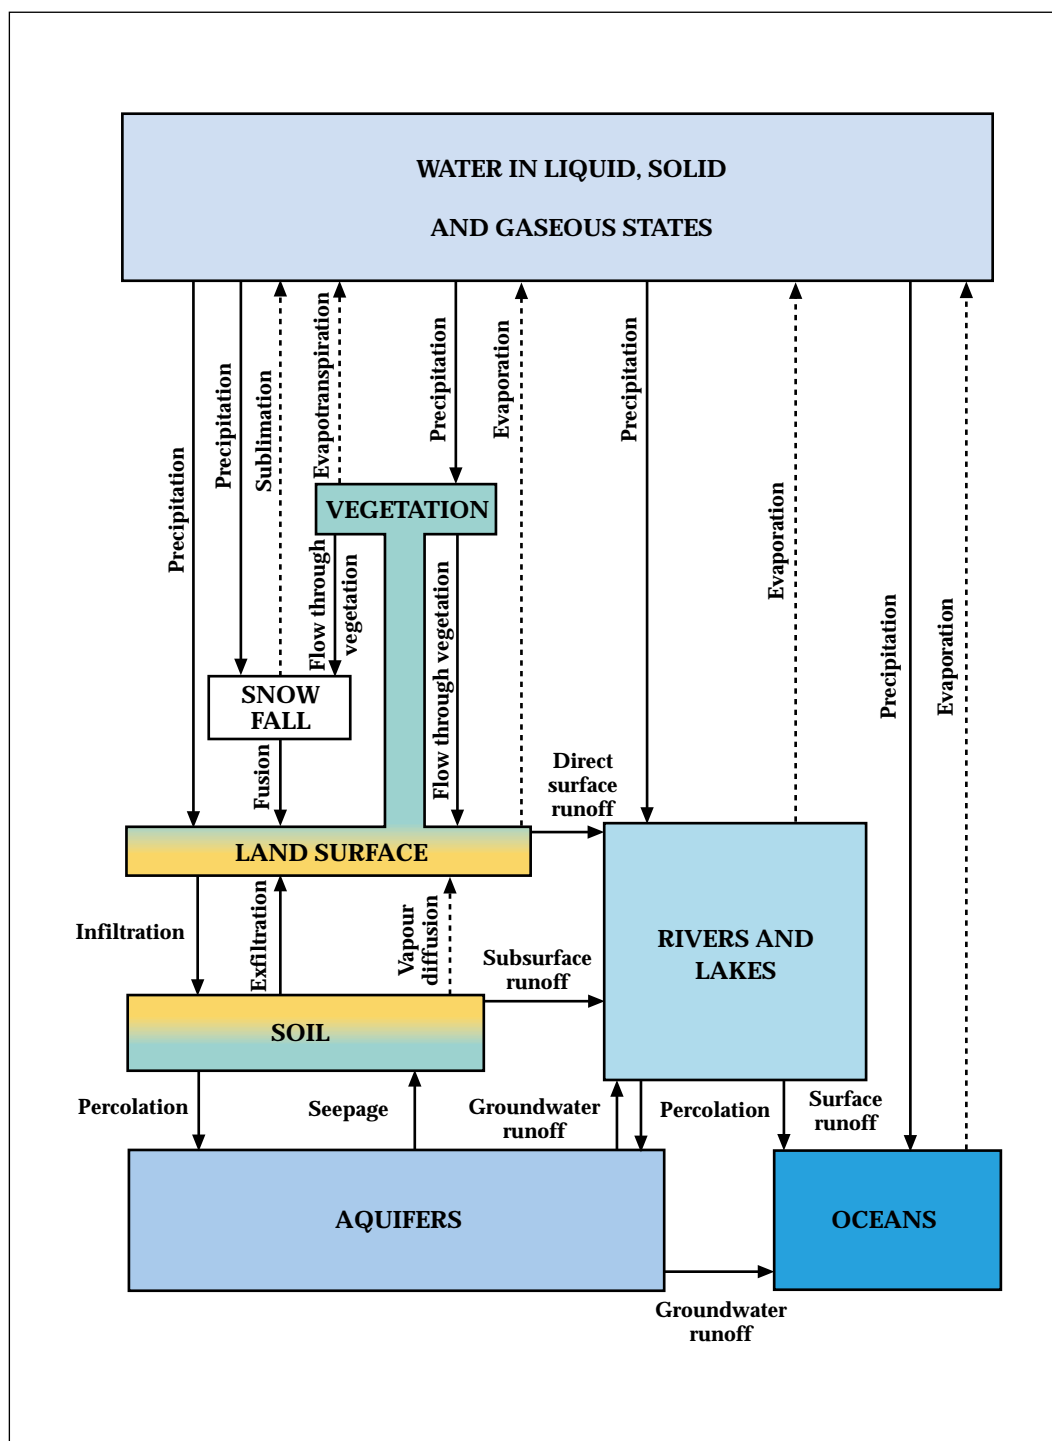 WATER IN LIQUID, SOLID
AND GASEOUS STATES
Precipitation
Precipitation
Sublimation
Evapotranspiration
Precipitation
Evaporation
Precipitation
Evaporation
Precipitation
Evaporation
VEGETATION
Flow through
vegetation
Flow through vegetation
SNOW
FALL
Fusion
Direct
surface
runoff
LAND SURFACE
Infiltration
Exfiltration
Vapour
diffusion
Subsurface
runoff
RIVERS AND
LAKES
SOIL
Percolation
Seepage
Groundwater
runoff
Percolation
Surface
runoff
AQUIFERS
OCEANS
Groundwater
runoff